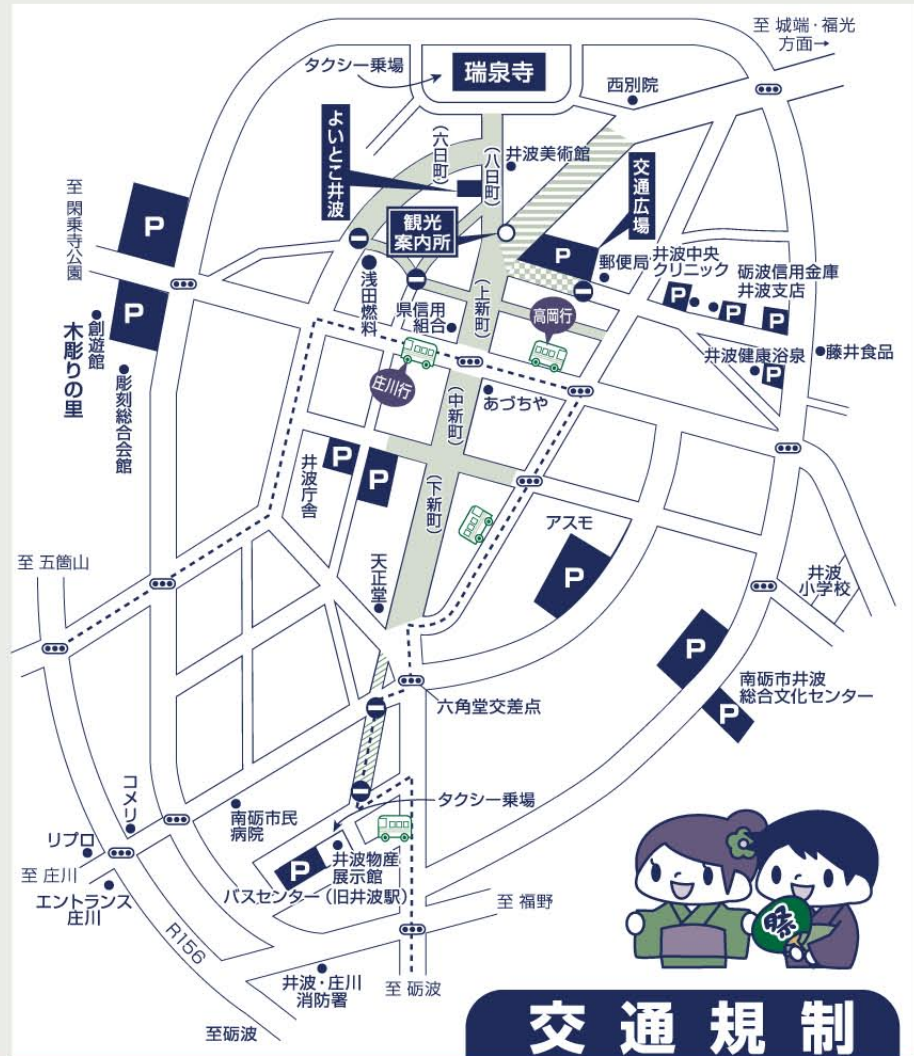 至 城端・福光
方面→
タクシー乗場
瑞泉寺
西別院
よいとこ井波
(六日町)
(八日町)
井波美術館
交通広場
至 閑乗寺公園
P
観光
案内所
P
郵便局
井波中央
クリニック
砺波信用金庫
井波支店
P
P
P
P
創遊館
木彫りの里
彫刻総合会館
浅田燃料
県信用
組合
(上新町)
高岡行
庄川行
井波健康浴泉
P
藤井食品
あづちや
(中新町)
P
P
井波庁舎
(下新町)
アスモ
P
至 五箇山
天正堂
井波
小学校
P
南砺市井波
総合文化センター
P
六角堂交差点
コメリ
南砺市民
病院
タクシー乗場
リブロ
至 庄川
エントランス
庄川
P
井波物産
展示館
バスセンター(旧井波駅)
至 福野
R156
井波・庄川
消防署
至 砺波
至砺波
祭
交通規制